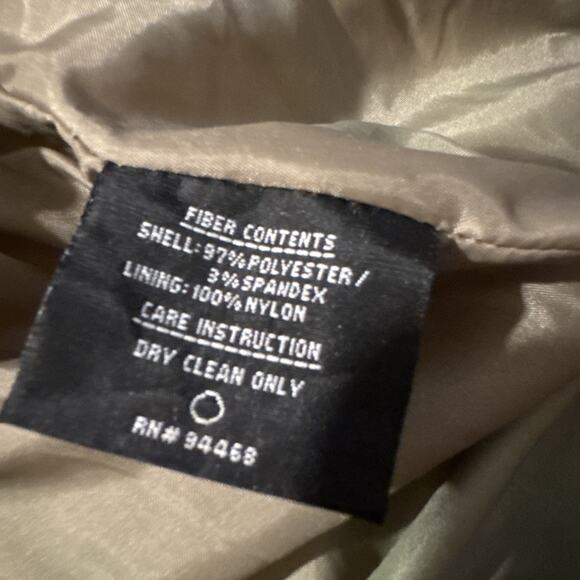 FIBER CONTENTS
SHELL: 97% POLYESTER /
3% SPANDEX
LINING: 100% NYLON
CARE INSTRUCTION
DRY CLEAN ONLY
RN# 94468